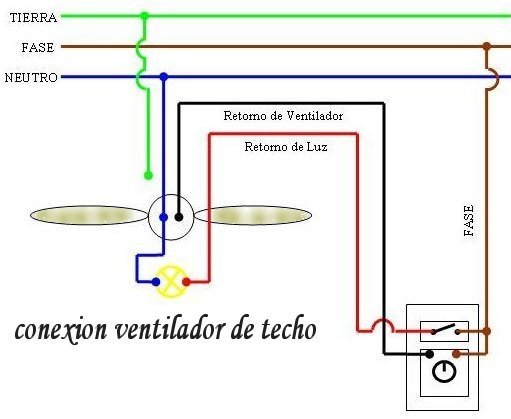 TIERRA
FASE
NEUTRO
Retorno de Ventilador
Retorno de Luz
FASE
conexion ventilador de techo